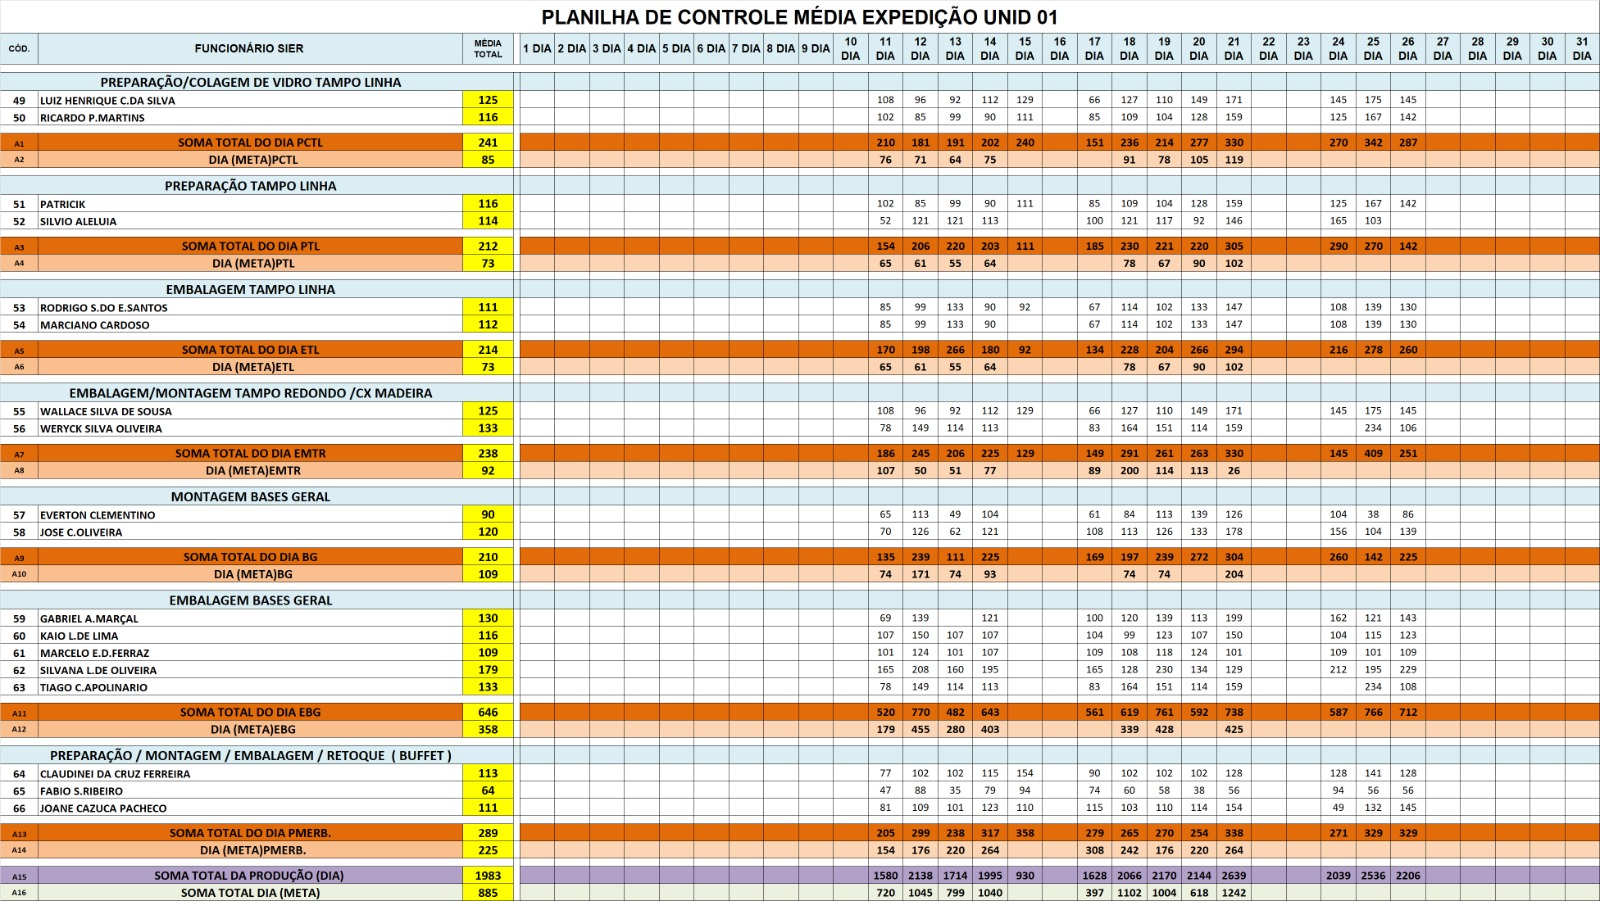 PLANILHA DE CONTROLE MÉDIA EXPEDIÇÃO UNID 01
CÓD. FUNCIONÁRIO SIER MÉDIA TOTAL 1 DIA 2 DIA 3 DIA 4 DIA 5 DIA 6 DIA 7 DIA 8 DIA 9 DIA 10 DIA 11 DIA 12 DIA 13 DIA 14 DIA 15 DIA 16 DIA 17 DIA 18 DIA 19 DIA 20 DIA 21 DIA 22 DIA 23 DIA 24 DIA 25 DIA 26 DIA 27 DIA 28 DIA 29 DIA 30 DIA 31 DIA
PREPARAÇÃO/COLAGEM DE VIDRO TAMPO LINHA
49 LUIZ HENRIQUE C.DA SILVA 125 108 96 92 112 129 66 127 110 149 171 145 175 145
50 RICARDO P.MARTINS 116 102 85 99 90 111 85 109 104 128 159 125 167 142
A1 SOMA TOTAL DO DIA PCTL 241 210 181 191 202 240 151 236 214 277 330 270 342 287
A2 DIA (META)PCTL 85 76 71 64 75 91 78 105 119
PREPARAÇÃO TAMPO LINHA
51 PATRICIK 116 102 85 99 90 111 85 109 104 128 159 125 167 142
52 SILVIO ALELUIA 114 52 121 121 113 100 121 117 92 146 165 103
A3 SOMA TOTAL DO DIA PTL 212 154 206 220 203 111 185 230 221 220 305 290 270 142
A4 DIA (META)PTL 73 65 61 55 64 78 67 90 102
EMBALAGEM TAMPO LINHA
53 RODRIGO S.DO E.SANTOS 111 85 99 133 90 92 67 114 102 133 147 108 139 130
54 MARCIANO CARDOSO 112 85 99 133 90 67 114 102 133 147 108 139 130
A5 SOMA TOTAL DO DIA ETL 214 170 198 266 180 92 134 228 204 266 294 216 278 260
A6 DIA (META)ETL 73 65 61 55 64 78 67 90 102
EMBALAGEM/MONTAGEM TAMPO REDONDO /CX MADEIRA
55 WALLACE SILVA DE SOUSA 125 108 96 92 112 129 66 127 110 149 171 145 175 145
56 WERYCK SILVA OLIVEIRA 133 78 149 114 113 83 164 151 114 159 234 106
A7 SOMA TOTAL DO DIA EMTR 238 186 245 206 225 129 149 291 261 263 330 145 409 251
A8 DIA (META)EMTR 92 107 50 51 77 89 200 114 113 26
MONTAGEM BASES GERAL
57 EVERTON CLEMENTINO 90 65 113 49 104 61 84 113 139 126 104 38 86
58 JOSE C.OLIVEIRA 120 70 126 62 121 108 113 126 133 178 156 104 139
A9 SOMA TOTAL DO DIA BG 210 135 239 111 225 169 197 239 272 304 260 142 225
A10 DIA (META)BG 109 74 171 74 93 74 74 204
EMBALAGEM BASES GERAL
59 GABRIEL A.MARÇAL 130 69 139 121 100 120 139 113 199 162 121 143
60 KAIO L.DE LIMA 116 107 150 107 107 104 99 123 107 150 104 115 123
61 MARCELO E.D.FERRAZ 109 101 124 101 107 109 108 118 124 101 109 101 109
62 SILVANA L.DE OLIVEIRA 179 165 208 160 195 165 128 230 134 129 212 195 229
63 TIAGO C.APOLINARIO 133 78 149 114 113 83 164 151 114 159 234 108
A11 SOMA TOTAL DO DIA EBG 646 520 770 482 643 561 619 761 592 738 587 766 712
A12 DIA (META)EBG 358 179 455 280 403 339 428 425
PREPARAÇÃO / MONTAGEM / EMBALAGEM / RETOQUE ( BUFFET )
64 CLAUDINEI DA CRUZ FERREIRA 113 77 102 102 115 154 90 102 102 102 128 128 141 128
65 FABIO S.RIBEIRO 64 47 88 35 79 94 74 60 58 38 56 94 56 56
66 JOANE CAZUCA PACHECO 111 81 109 101 123 110 115 103 110 114 154 49 132 145
A13 SOMA TOTAL DO DIA PMERB. 289 205 299 238 317 358 279 265 270 254 338 271 329 329
A14 DIA (META)PMERB. 225 154 176 220 264 308 242 176 220 264
A15 SOMA TOTAL DA PRODUÇÃO (DIA) 1983 1580 2138 1714 1995 930 1628 2066 2170 2144 2639 2039 2536 2206
A16 SOMA TOTAL DIA (META) 885 720 1045 799 1040 397 1102 1004 618 1242